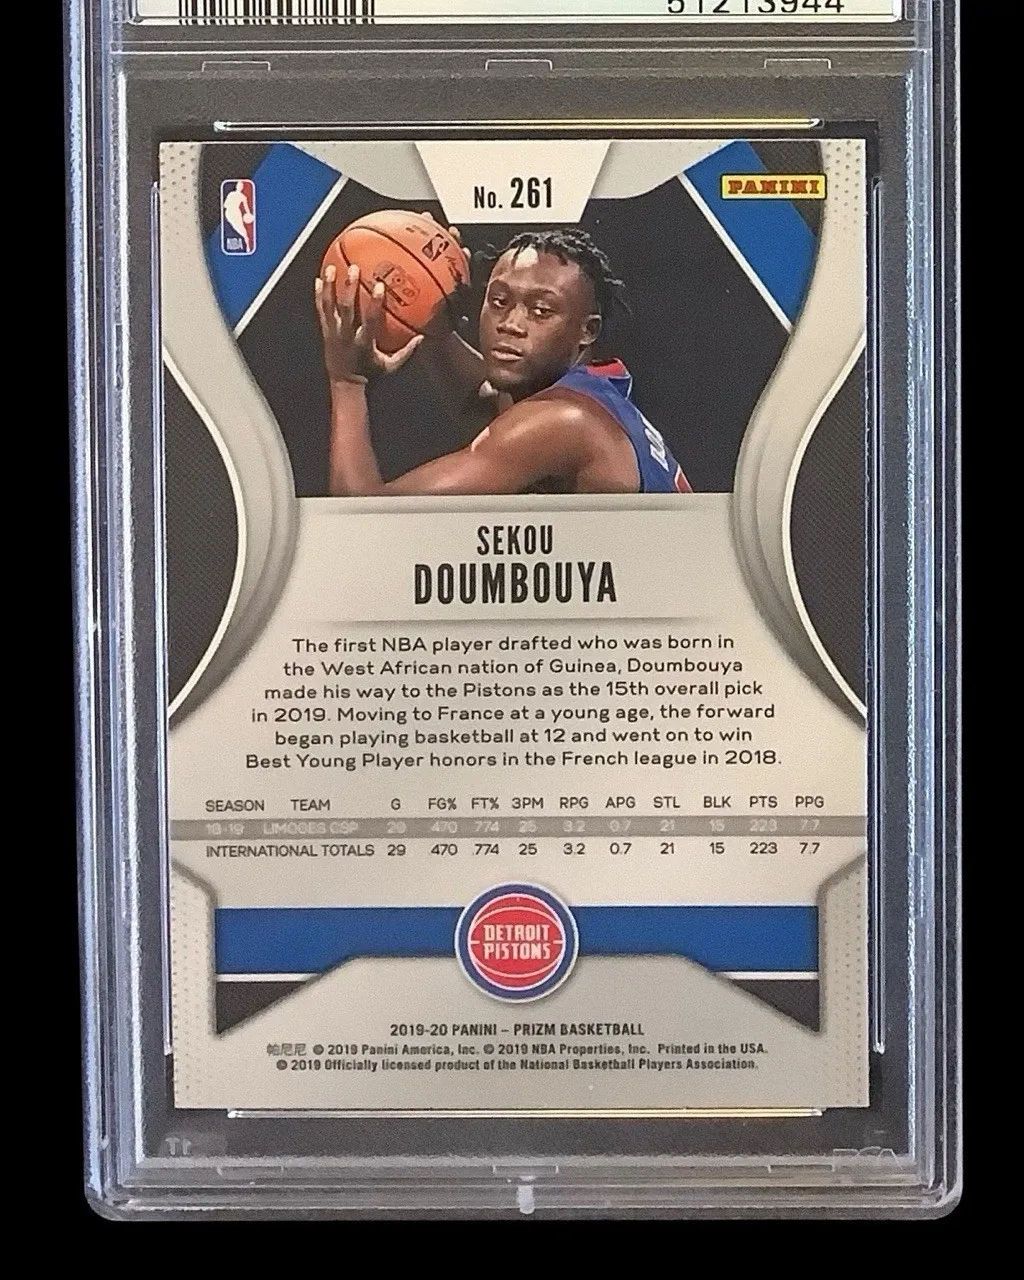 51213944
No. 261
PANINI
NBA
SEKOU
DOUMBOUYA
The first NBA player drafted who was born in
the West African nation of Guinea, Doumbouya
made his way to the Pistons as the 15th overall pick
in 2019. Moving to France at a young age, the forward
began playing basketball at 12 and went on to win
Best Young Player honors in the French league in 2018.
SEASON TEAM G FG% FT% 3PM RPG APG STL BLK PTS PPG
18-19 LIMOGES CSP 29 .470 .774 25 3.2 0.7 21 15 223 7.7
INTERNATIONAL TOTALS 29 .470 .774 25 3.2 0.7 21 15 223 7.7
DETROIT
PISTONS
2019-20 PANINI – PRIZM BASKETBALL
帕尼尼 © 2019 Panini America, Inc. © 2019 NBA Properties, Inc. Printed in the USA.
© 2019 Officially licensed product of the National Basketball Players Association.
PSA